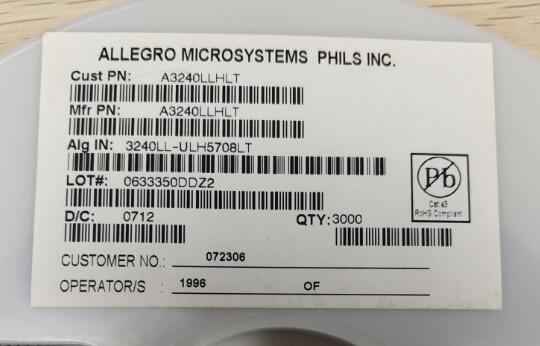 ALLEGRO MICROSYSTEMS PHILS INC.
Cust PN: A3240LLHLT
Mfr PN: A3240LLHLT
Alg IN: 3240LL-ULH5708LT
LOT#: 0633350DDZ2
D/C: 0712 QTY:3000
Pb
Cat e3
RoHS Compliant
CUSTOMER NO.: 072306
OPERATOR/S : 1996 OF